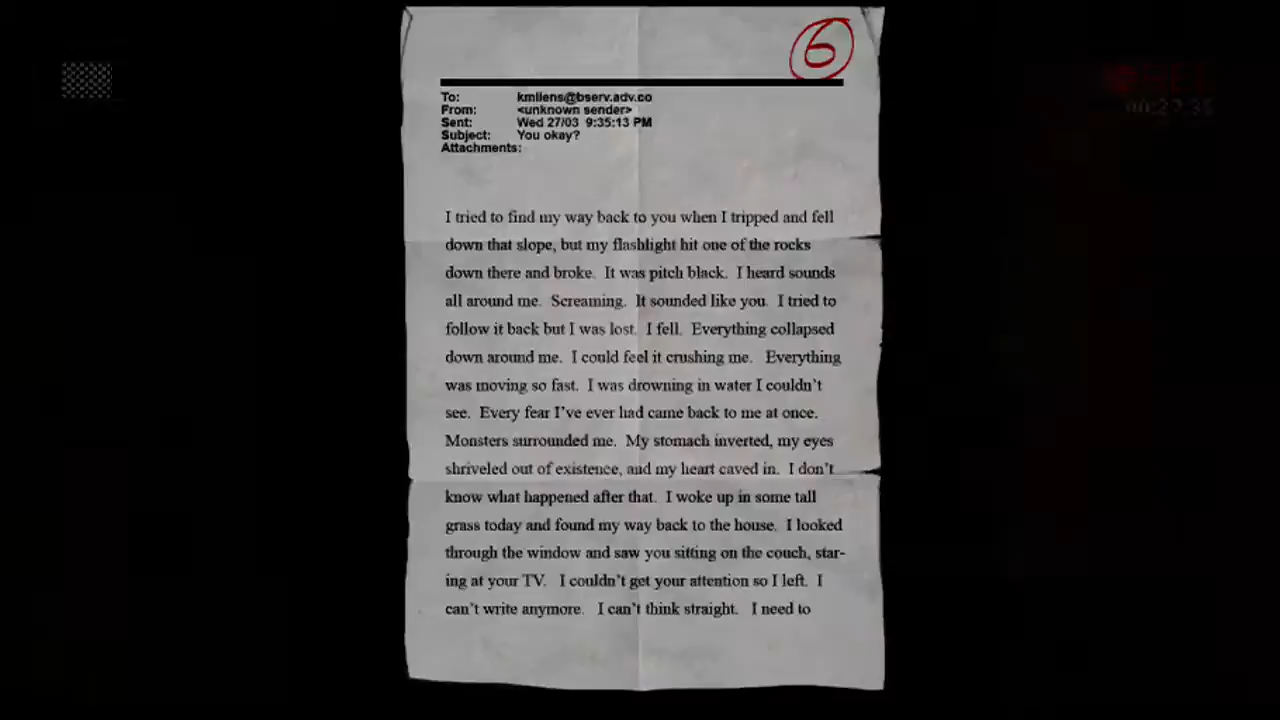 6
To: kmilens@bserv.adv.co
From: <unknown sender>
Sent: Wed 27/03 9:35:13 PM
Subject: You okay?
Attachments:
I tried to find my way back to you when I tripped and fell
down that slope, but my flashlight hit one of the rocks
down there and broke. It was pitch black. I heard sounds
all around me. Screaming. It sounded like you. I tried to
follow it back but I was lost. I fell. Everything collapsed
down around me. I could feel it crushing me. Everything
was moving so fast. I was drowning in water I couldn't
see. Every fear I've ever had came back to me at once.
Monsters surrounded me. My stomach inverted, my eyes
shriveled out of existence, and my heart caved in. I don't
know what happened after that. I woke up in some tall
grass today and found my way back to the house. I looked
through the window and saw you sitting on the couch, star-
ing at your TV. I couldn't get your attention so I left. I
can't write anymore. I can't think straight. I need to